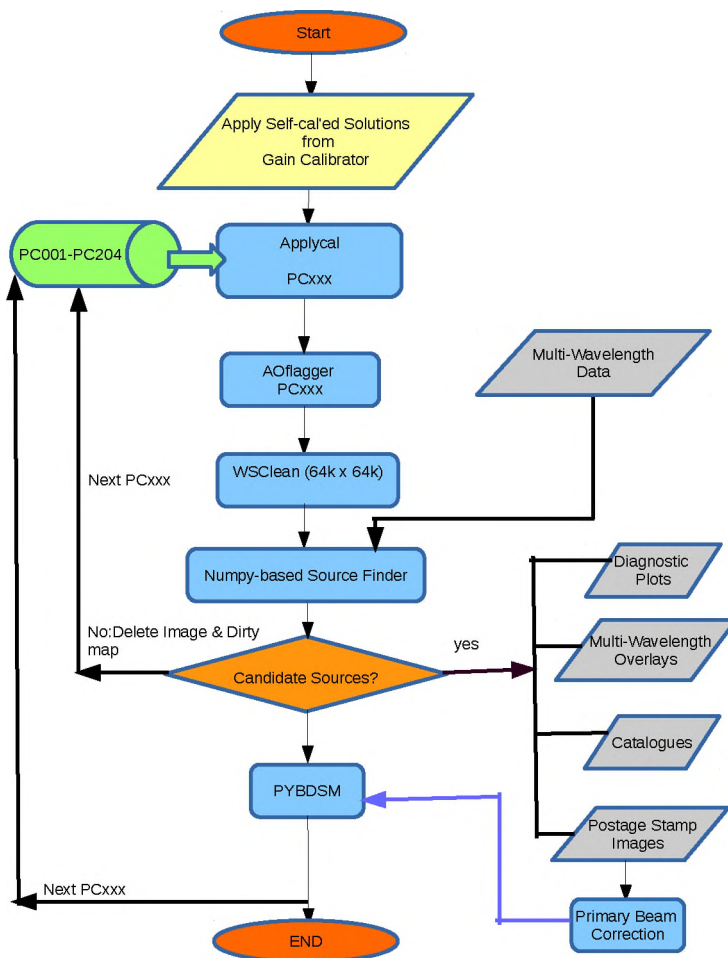 Start
Apply Self-cal'ed Solutions
from
Gain Calibrator
PC001-PC204
Applycal
PCxxx
AOflagger
PCxxx
Multi-Wavelength
Data
WSClean (64k x 64k)
Next PCxxx
Numpy-based Source Finder
Diagnostic
Plots
No:Delete Image & Dirty
map
yes
Multi-Wavelength
Overlays
Candidate Sources?
Catalogues
PYBDSM
Postage Stamp
Images
Next PCxxx
Primary Beam
Correction
END